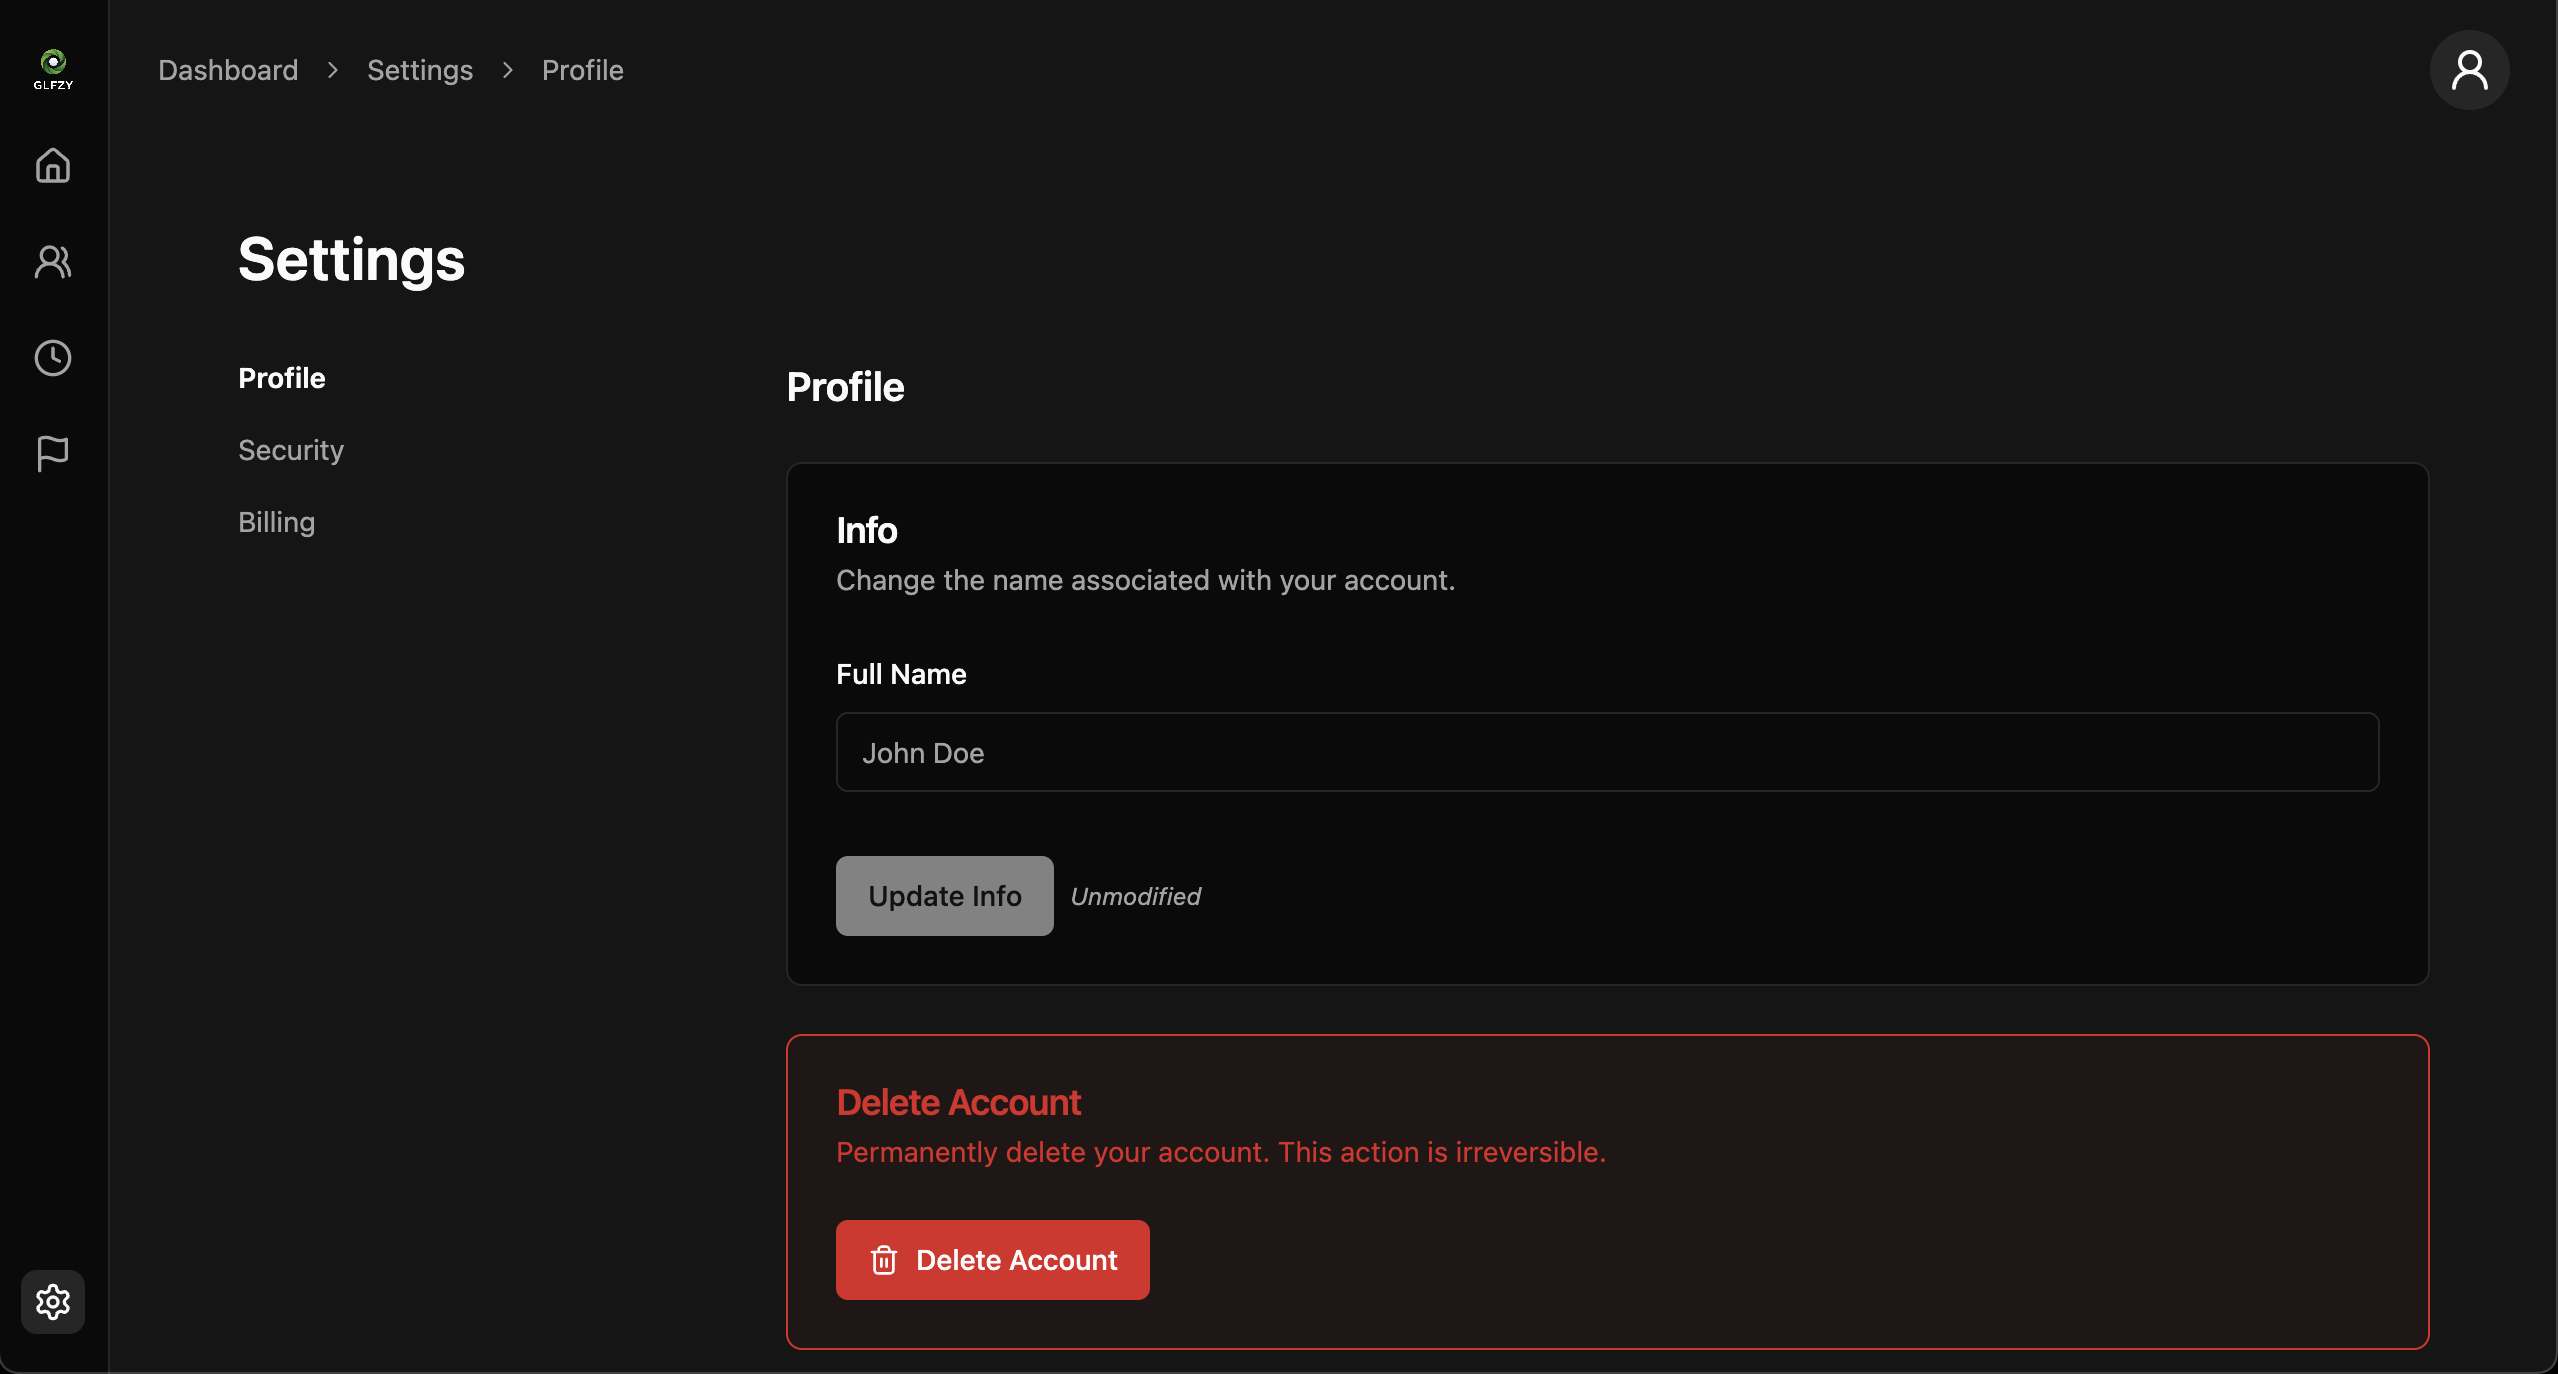 GLFZY
Dashboard > Settings > Profile
Settings
Profile
Security
Billing
Profile
Info
Change the name associated with your account.
Full Name
John Doe
Update Info
Unmodified
Delete Account
Permanently delete your account. This action is irreversible.
Delete Account